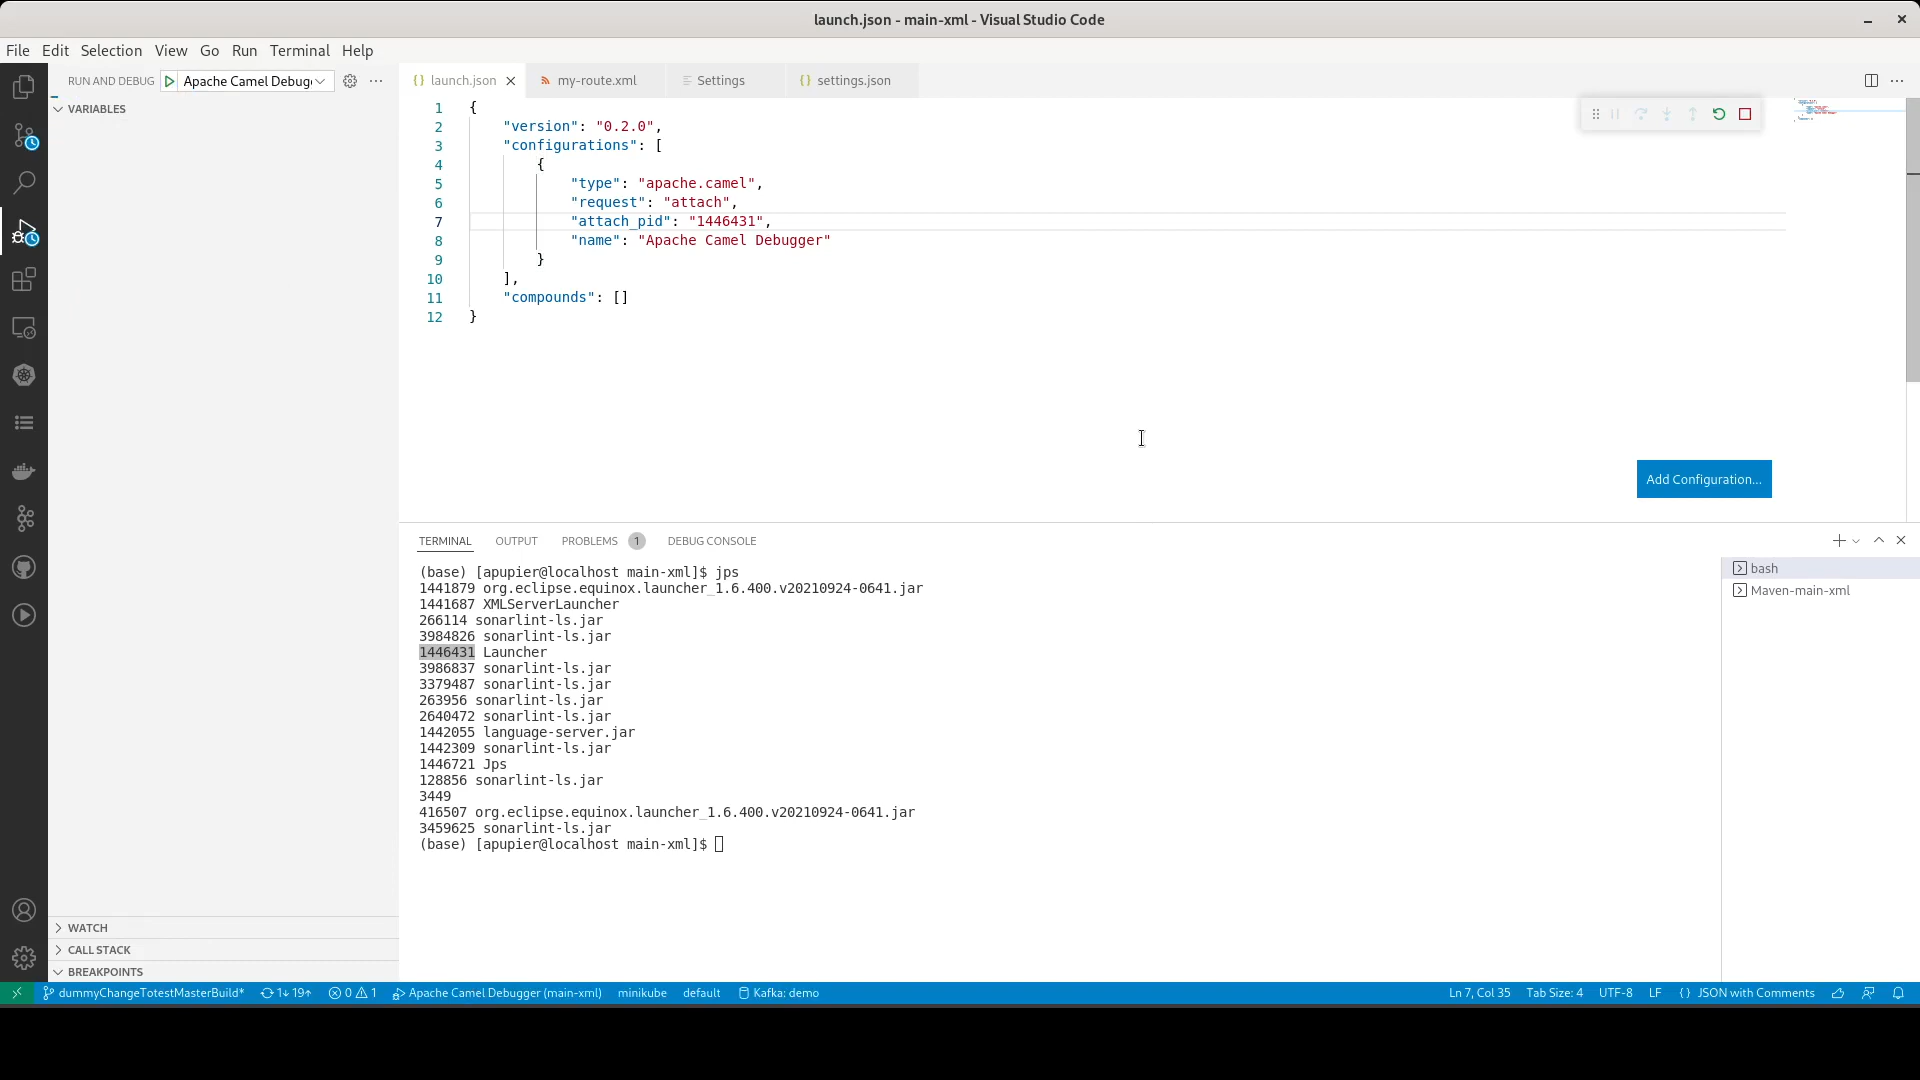 launch.json - main-xml - Visual Studio Code
File Edit Selection View Go Run Terminal Help
RUN AND DEBUG Apache Camel Debug
launch.json my-route.xml Settings settings.json
VARIABLES
1 {
2 "version": "0.2.0",
3 "configurations": [
4 {
5 "type": "apache.camel",
6 "request": "attach",
7 "attach_pid": "1446431",
8 "name": "Apache Camel Debugger"
9 }
10 ],
11 "compounds": []
12 }
Add Configuration...
TERMINAL OUTPUT PROBLEMS 1 DEBUG CONSOLE
(base) [apupier@localhost main-xml]$ jps
1441879 org.eclipse.equinox.launcher_1.6.400.v20210924-0641.jar
1441687 XMLServerLauncher
266114 sonarlint-ls.jar
3984826 sonarlint-ls.jar
1446431 Launcher
3986837 sonarlint-ls.jar
3379487 sonarlint-ls.jar
263956 sonarlint-ls.jar
2640472 sonarlint-ls.jar
1442055 language-server.jar
1442309 sonarlint-ls.jar
1446721 Jps
128856 sonarlint-ls.jar
3449
416507 org.eclipse.equinox.launcher_1.6.400.v20210924-0641.jar
3459625 sonarlint-ls.jar
(base) [apupier@localhost main-xml]$
bash
Maven-main-xml
WATCH
CALL STACK
BREAKPOINTS
dummyChangeTotestMasterBuild* 1↓ 19↑ 0 1 Apache Camel Debugger (main-xml) minikube default Kafka: demo Ln 7, Col 35 Tab Size: 4 UTF-8 LF {} JSON with Comments